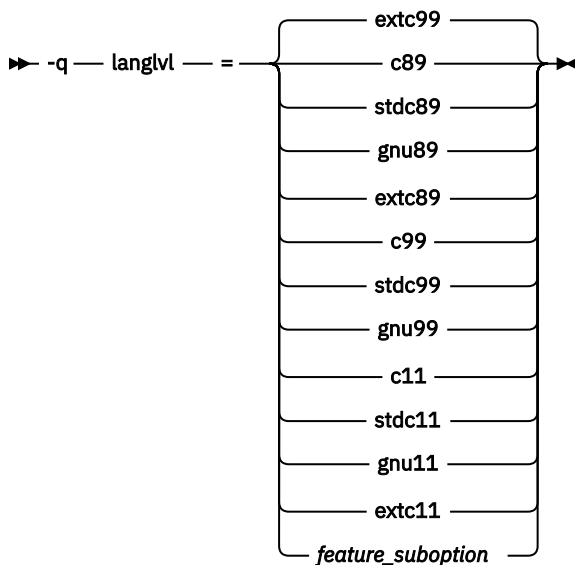 extc99
-q langlvl = c89
stdc89
gnu89
extc89
c99
stdc99
gnu99
c11
stdc11
gnu11
extc11
feature_suboption